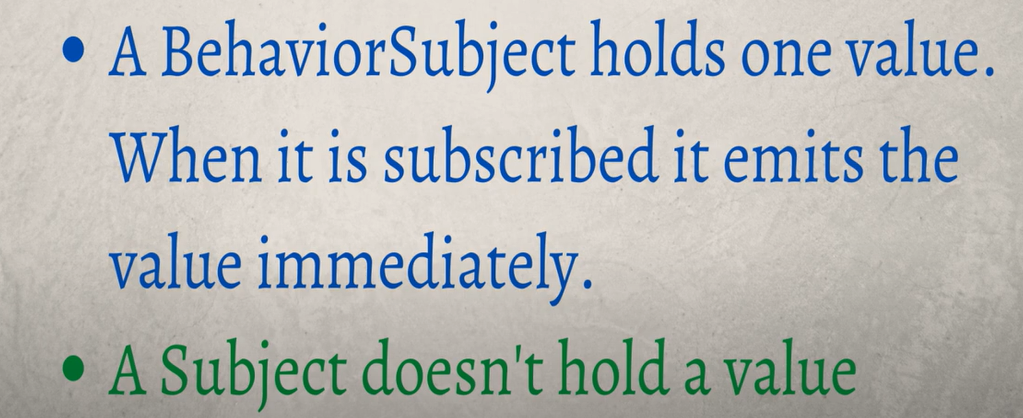 • A BehaviorSubject holds one value.
When it is subscribed it emits the
value immediately.
• A Subject doesn't hold a value